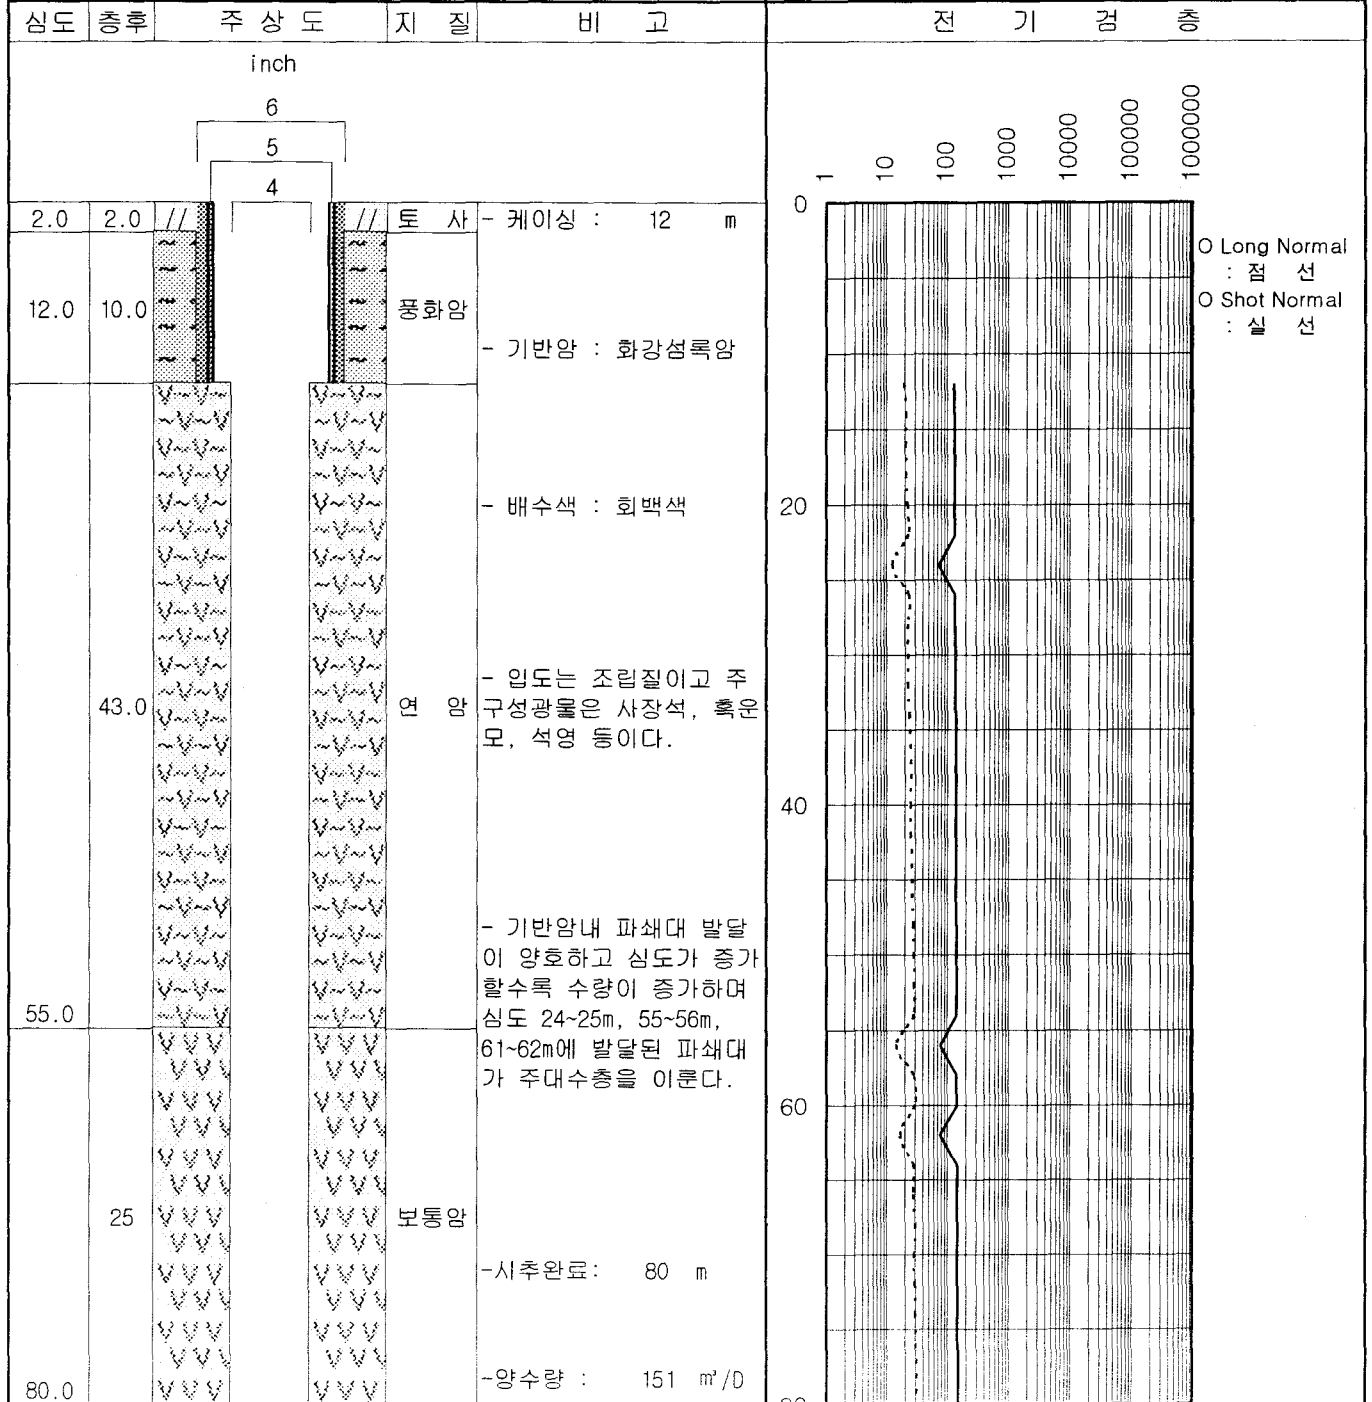 심도 층후 주 상 도 지 질 비 고 전 기 검 층
inch
6
5
4
1 10 100 1000 10000 100000 1000000
2.0 2.0 // // 토 사 - 케이싱 : 12 m
0
O Long Normal
: 점 선
O Shot Normal
: 실 선
12.0 10.0 풍화암
- 기반암 : 화강섬록암
- 배수색 : 회백색
20
43.0 연 암
- 입도는 조립질이고 주
구성광물은 사장석, 흑운
모, 석영 등이다.
40
- 기반암내 파쇄대 발달
이 양호하고 심도가 증가
할수록 수량이 증가하며
심도 24~25m, 55~56m,
61~62m에 발달된 파쇄대
가 주대수층을 이룬다.
55.0
60
25 보통암
-시추완료: 80 m
-양수량 : 151 ㎥/D
80.0